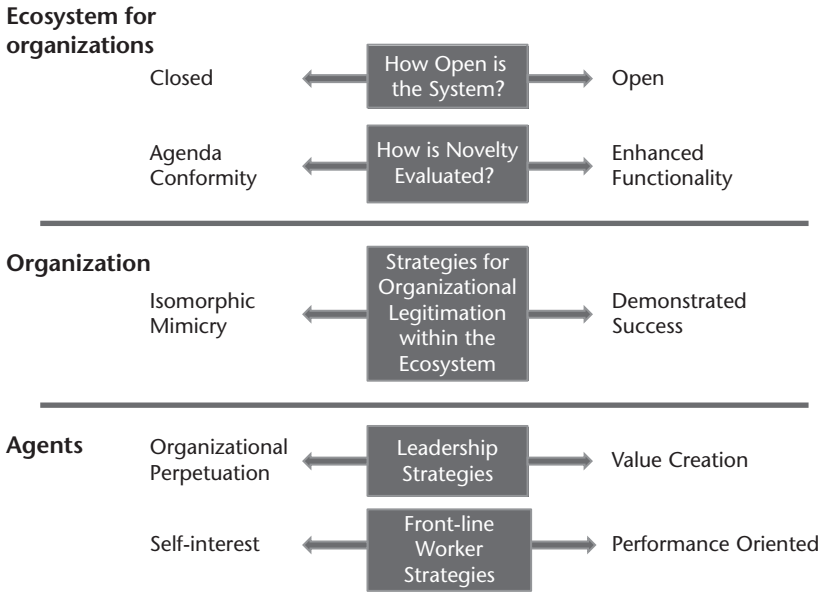 Ecosystem for
organizations
Closed
How Open is
the System?
Open
Agenda
Conformity
How is Novelty
Evaluated?
Enhanced
Functionality
Organization
Isomorphic
Mimicry
Strategies for
Organizational
Legitimation
within the
Ecosystem
Demonstrated
Success
Agents
Organizational
Perpetuation
Leadership
Strategies
Value Creation
Self-interest
Front-line
Worker
Strategies
Performance Oriented